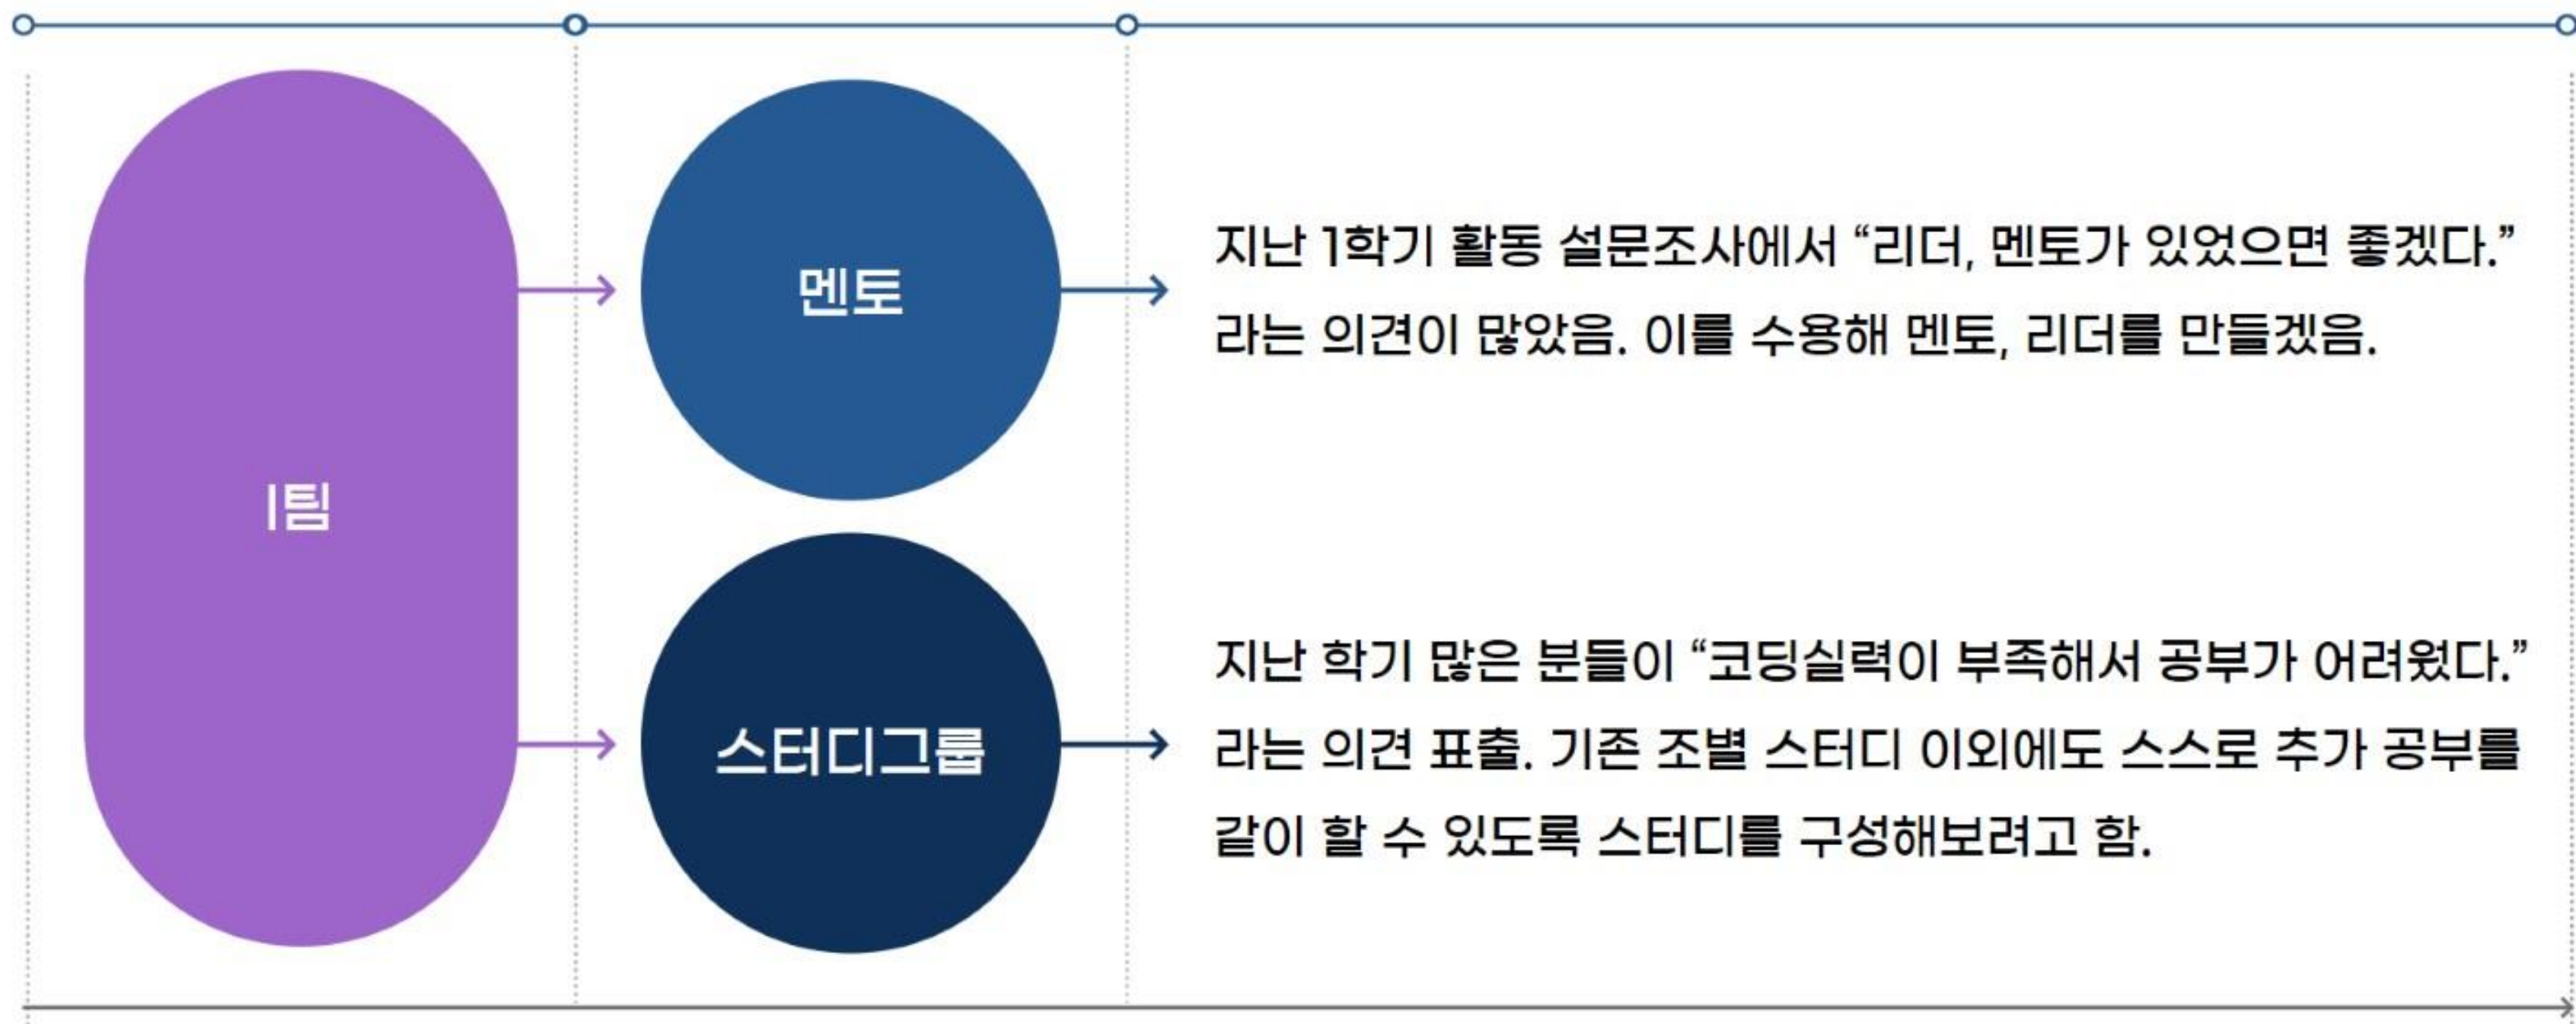 I팀
멘토
지난 1학기 활동 설문조사에서 “리더, 멘토가 있었으면 좋겠다.”
라는 의견이 많았음. 이를 수용해 멘토, 리더를 만들겠음.
스터디그룹
지난 학기 많은 분들이 “코딩실력이 부족해서 공부가 어려웠다.”
라는 의견 표출. 기존 조별 스터디 이외에도 스스로 추가 공부를
같이 할 수 있도록 스터디를 구성해보려고 함.